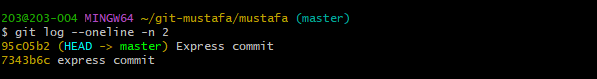 203@203-004 MINGW64 ~/git-mustafa/mustafa (master)
$ git log --oneline -n 2
95c05b2 (HEAD -> master) Express commit
7343b6c express commit